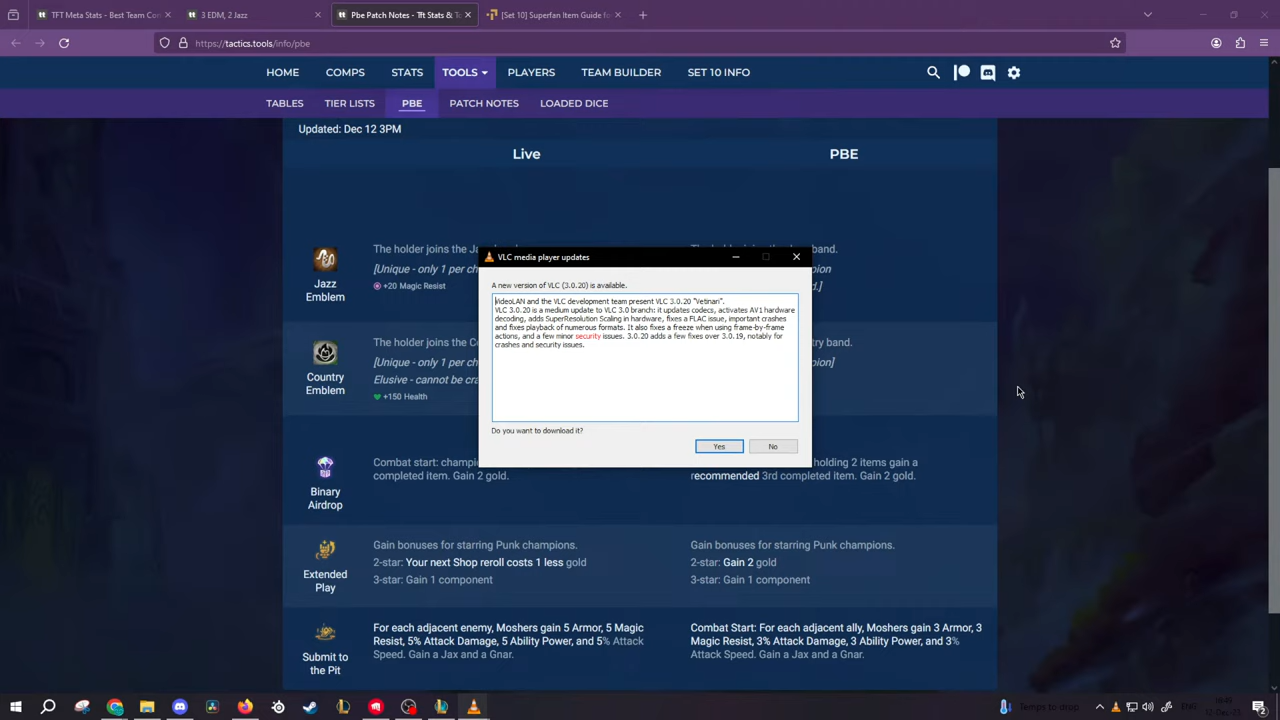 TFT Meta Stats - Best Team Co
3 EDM, 2 Jazz
Pbe Patch Notes - Tft Stats & T
[Set 10] Superfan Item Guide fo
https://tactics.tools/info/pbe
HOME COMPS STATS TOOLS PLAYERS TEAM BUILDER SET 10 INFO
TABLES TIER LISTS PBE PATCH NOTES LOADED DICE
Updated: Dec 12 3PM
Live PBE
Jazz
Emblem
The holder joins the Ja
[Unique - only 1 per ch
+20 Magic Resist
band.
VLC media player updates
A new version of VLC (3.0.20) is available.
VideoLAN and the VLC development team present VLC 3.0.20 "Vetinari".
VLC 3.0.20 is a medium update to VLC 3.0 branch: it updates codecs, activates AV1 hardware
decoding, adds SuperResolution Scaling in hardware, fixes a FLAC issue, important crashes
and fixes playback of numerous formats. It also fixes a freeze when using frame-by-frame
actions, and a few minor security issues. 3.0.20 adds a few fixes over 3.0.19, notably for
crashes and security issues.
Do you want to download it?
Yes No
Country
Emblem
The holder joins the Co
[Unique - only 1 per ch
Elusive - cannot be cra
+150 Health
try band.
pion
d.]
pion]
Binary
Airdrop
Combat start: champi
completed item. Gain 2 gold.
holding 2 items gain a
recommended 3rd completed item. Gain 2 gold.
Extended
Play
Gain bonuses for starring Punk champions.
2-star: Your next Shop reroll costs 1 less gold
3-star: Gain 1 component
Gain bonuses for starring Punk champions.
2-star: Gain 2 gold
3-star: Gain 1 component
Submit to
the Pit
For each adjacent enemy, Moshers gain 5 Armor, 5 Magic
Resist, 5% Attack Damage, 5 Ability Power, and 5% Attack
Speed. Gain a Jax and a Gnar.
Combat Start: For each adjacent ally, Moshers gain 3 Armor, 3
Magic Resist, 3% Attack Damage, 3 Ability Power, and 3%
Attack Speed. Gain a Jax and a Gnar.
Temps to drop
ENG